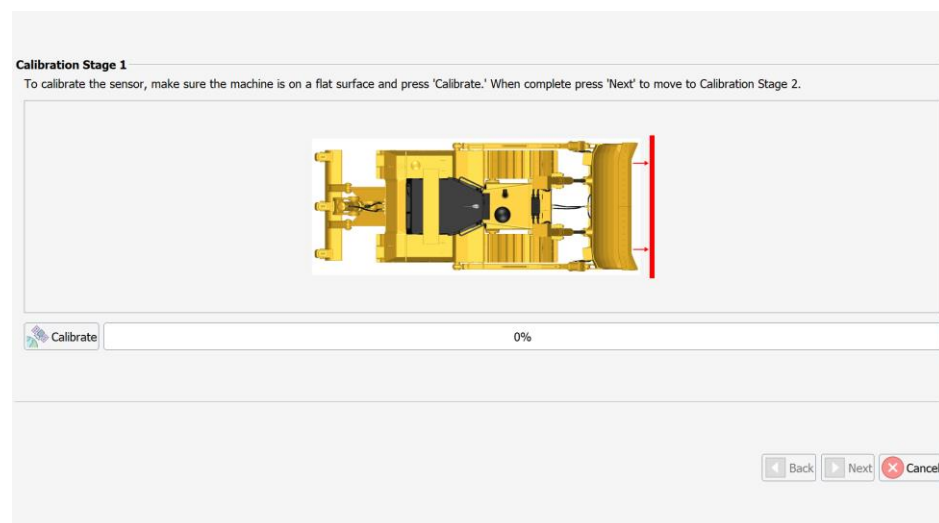 Calibration Stage 1
To calibrate the sensor, make sure the machine is on a flat surface and press 'Calibrate.' When complete press 'Next' to move to Calibration Stage 2.
Calibrate
0%
Back
Next
Cancel